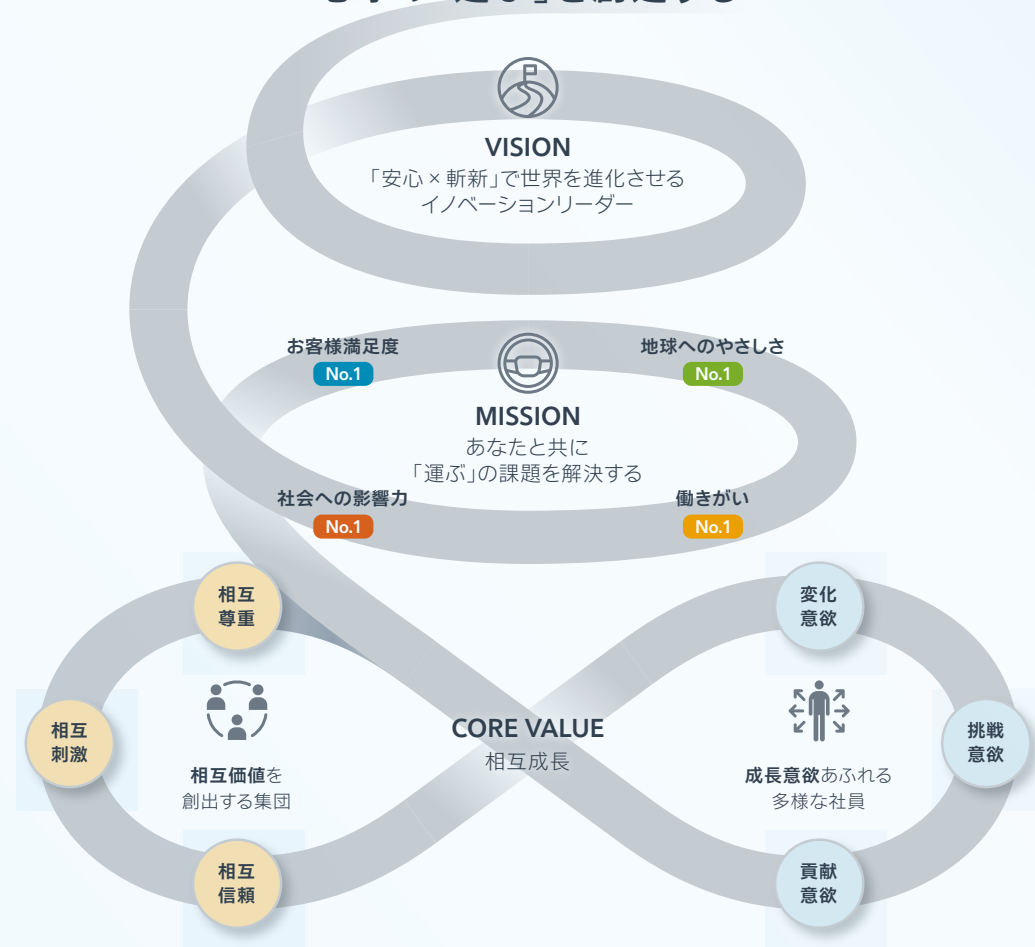 VISION
「安心×斬新」で世界を進化させる
イノベーションリーダー
お客様満足度
No.1
地球へのやさしさ
No.1
MISSION
あなたと共に
「運ぶ」の課題を解決する
社会への影響力
No.1
働きがい
No.1
相互
尊重
変化
意欲
相互
刺激
CORE VALUE
相互成長
挑戦
意欲
相互価値を
創出する集団
成長意欲あふれる
多様な社員
相互
信頼
貢献
意欲